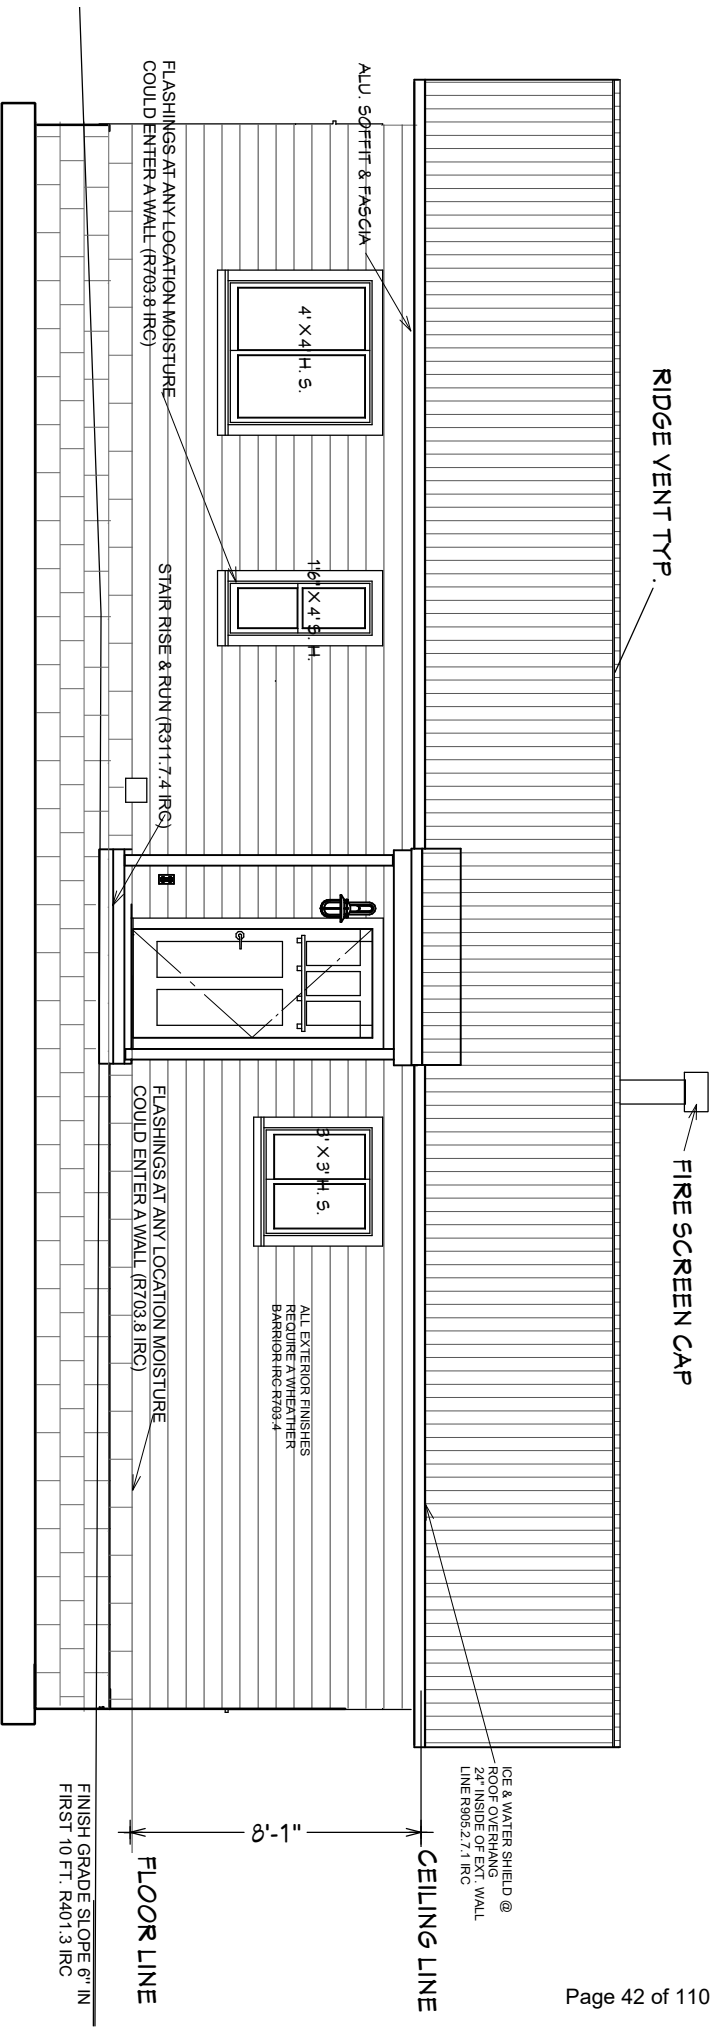 RIDGE VENT TYP.
FIRE SCREEN CAP
ALU. SOFFIT & FASCIA
ICE & WATER SHIELD @
ROOF OVERHANG
24" INSIDE OF EXT. WALL
LINE R905.2.7.1 IRC
CEILING LINE
4' X 4' H. S.
1'6" X 4' S. H.
3' X 3' H. S.
8'-1"
ALL EXTERIOR FINISHES
REQUIRE A WHEATHER
BARRIOR IRC R703.4
FLASHINGS AT ANY LOCATION MOISTURE
COULD ENTER A WALL (R703.8 IRC)
STAIR RISE & RUN (R311.7.4 IRC)
FLASHINGS AT ANY LOCATION MOISTURE
COULD ENTER A WALL (R703.8 IRC)
FLOOR LINE
FINISH GRADE SLOPE 6" IN
FIRST 10 FT. R401.3 IRC
Page 42 of 110